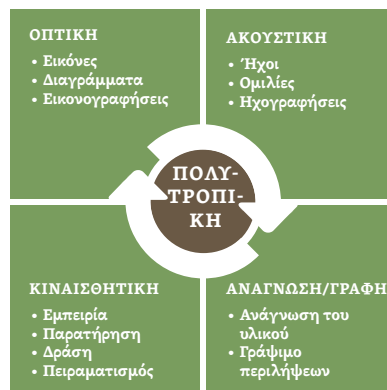 ΟΠΤΙΚΗ
• Εικόνες
• Διαγράμματα
• Εικονογραφήσεις
ΑΚΟΥΣΤΙΚΗ
• Ήχοι
• Ομιλίες
• Ηχογραφήσεις
ΠΟΛΥ-
ΤΡΟΠΙ-
ΚΗ
ΚΙΝΑΙΣΘΗΤΙΚΗ
• Εμπειρία
• Παρατήρηση
• Δράση
• Πειραματισμός
ΑΝΑΓΝΩΣΗ/ΓΡΑΦΗ
• Ανάγνωση του
υλικού
• Γράψιμο
περιλήψεων